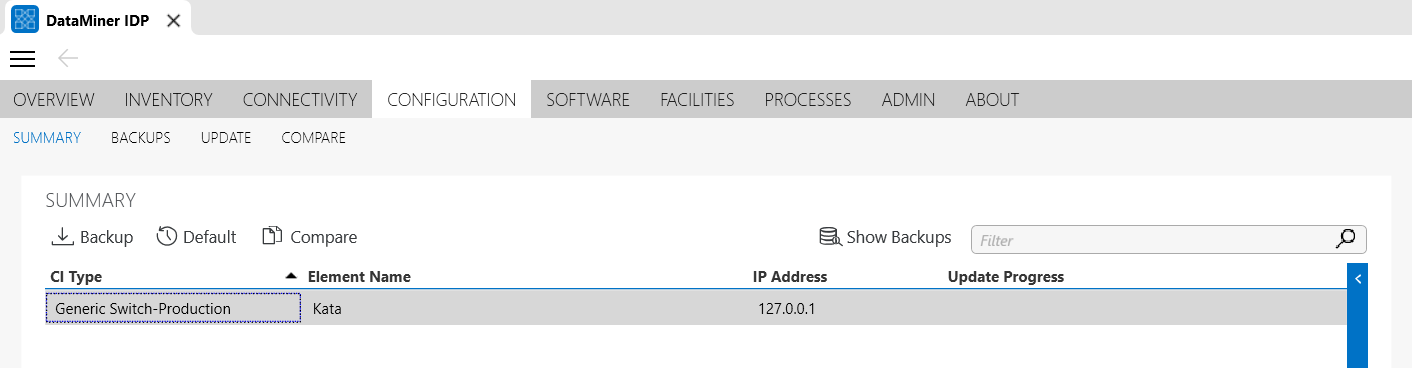 DataMiner IDP
OVERVIEW INVENTORY CONNECTIVITY CONFIGURATION SOFTWARE FACILITIES PROCESSES ADMIN ABOUT
SUMMARY BACKUPS UPDATE COMPARE
SUMMARY
Backup Default Compare Show Backups Filter
CI Type Element Name IP Address Update Progress
Generic Switch-Production Kata 127.0.0.1